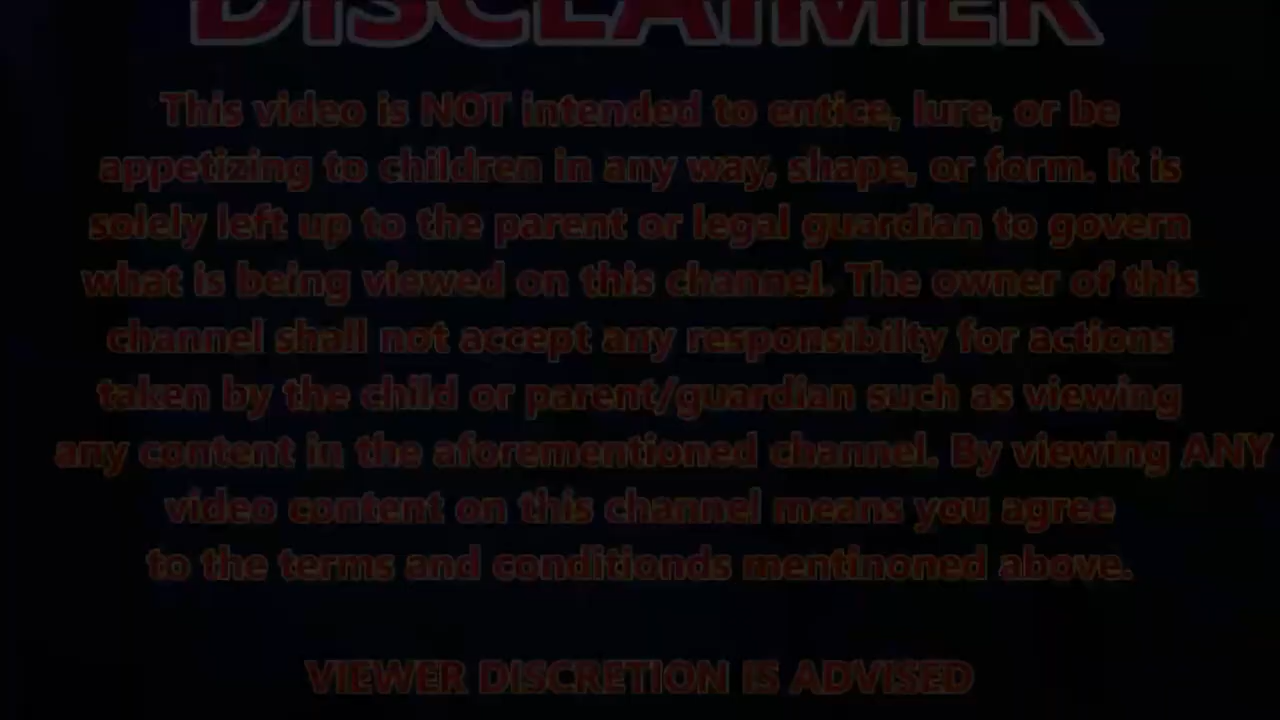 DISCLAIMER
This video is NOT intended to entice, lure, or be
appetizing to children in any way, shape, or form. It is
solely left up to the parent or legal guardian to govern
what is being viewed on this channel. The owner of this
channel shall not accept any responsibilty for actions
taken by the child or parent/guardian such as viewing
any content in the aforementioned channel. By viewing ANY
video content on this channel means you agree
to the terms and conditionds mentinoned above.
VIEWER DISCRETION IS ADVISED